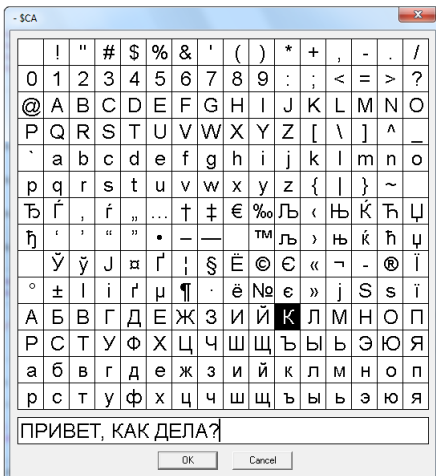 - $CA
! " # $ % & ' ( ) * + , - . /
0 1 2 3 4 5 6 7 8 9 : ; < = > ?
@ A B C D E F G H I J K L M N O
P Q R S T U V W X Y Z [ \ ] ^ _
` a b c d e f g h i j k l m n o
p q r s t u v w x y z { | } ~
Ђ Ѓ ‚ ѓ „ … † ‡ € ‰ Љ ‹ Њ Ќ Ћ Џ
ђ ‘ ’ “ ” • – — ™ љ › њ ќ ћ џ
Ў ў Ј ¤ Ґ ¦ § Ё © Є « ¬ - ® Ї
° ± І і ґ µ ¶ · ё № є » ј Ѕ ѕ ї
А Б В Г Д Е Ж З И Й К Л М Н О П
Р С Т У Ф Х Ц Ч Ш Щ Ъ Ы Ь Э Ю Я
а б в г д е ж з и й к л м н о п
р с т у ф х ц ч ш щ ъ ы ь э ю я
ПРИВЕТ, КАК ДЕЛА?
OK Cancel